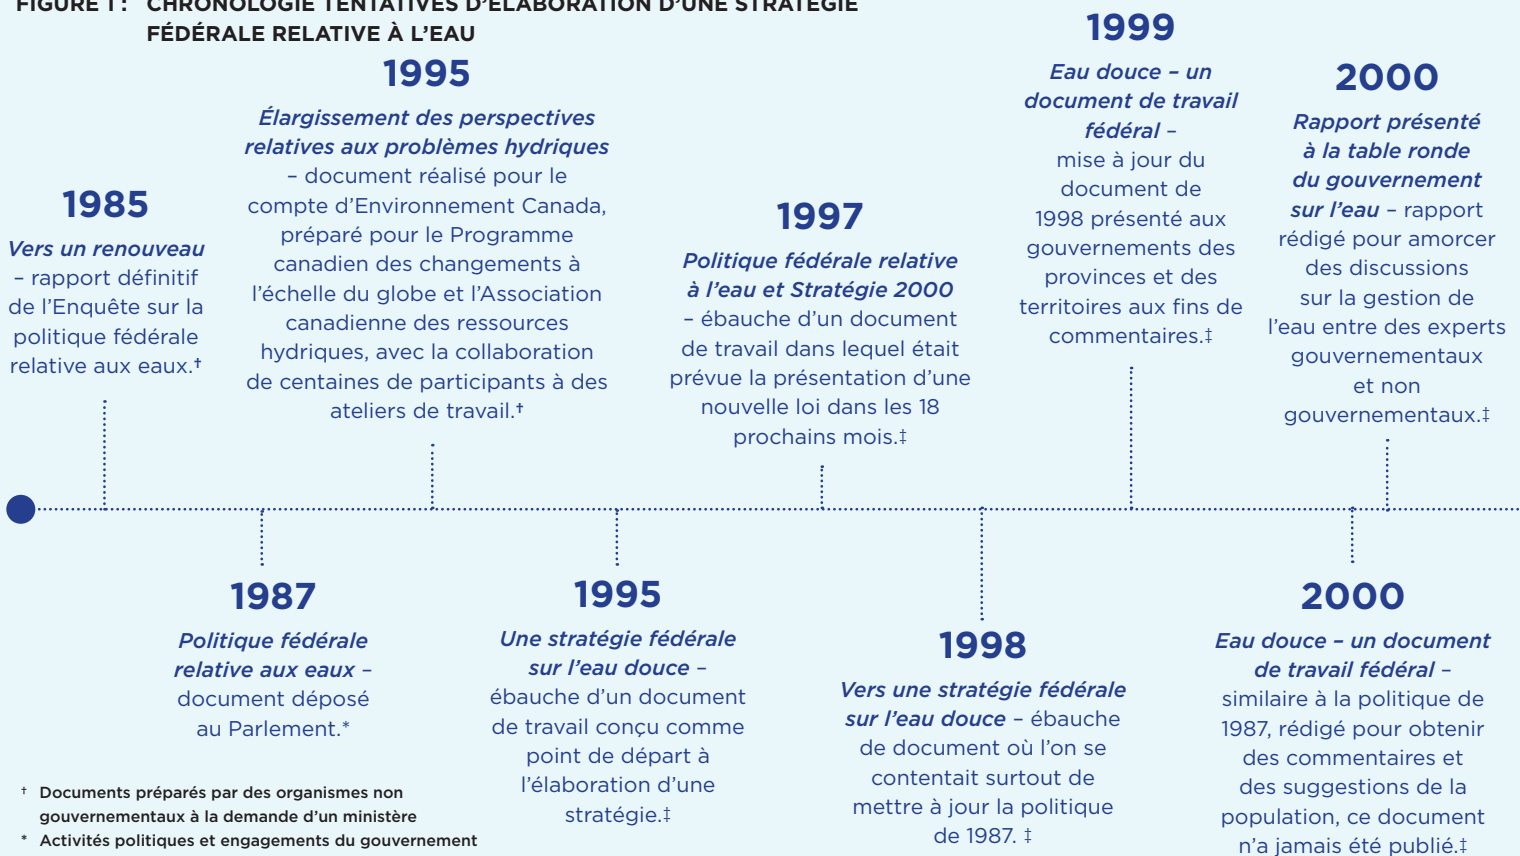 FIGURE 1 : CHRONOLOGIE TENTATIVES D’ÉLABORATION D’UNE STRATÉGIE
FÉDÉRALE RELATIVE À L’EAU
1985
Vers un renouveau
– rapport définitif
de l’Enquête sur la
politique fédérale
relative aux eaux.†
1995
Élargissement des perspectives
relatives aux problèmes hydriques
– document réalisé pour le
compte d’Environnement Canada,
préparé pour le Programme
canadien des changements à
l’échelle du globe et l’Association
canadienne des ressources
hydriques, avec la collaboration
de centaines de participants à des
ateliers de travail.†
1997
Politique fédérale relative
à l’eau et Stratégie 2000
– ébauche d’un document
de travail dans lequel était
prévue la présentation d’une
nouvelle loi dans les 18
prochains mois.‡
1999
Eau douce – un
document de travail
fédéral –
mise à jour du
document de
1998 présenté aux
gouvernements des
provinces et des
territoires aux fins de
commentaires.‡
2000
Rapport présenté
à la table ronde
du gouvernement
sur l’eau – rapport
rédigé pour amorcer
des discussions
sur la gestion de
l’eau entre des experts
gouvernementaux
et non
gouvernementaux.‡
1987
Politique fédérale
relative aux eaux –
document déposé
au Parlement.*
1995
Une stratégie fédérale
sur l’eau douce –
ébauche d’un document
de travail conçu comme
point de départ à
l’élaboration d’une
stratégie.‡
1998
Vers une stratégie fédérale
sur l’eau douce – ébauche
de document où l’on se
contentait surtout de
mettre à jour la politique
de 1987. ‡
2000
Eau douce – un document
de travail fédéral –
similaire à la politique de
1987, rédigé pour obtenir
des commentaires et
des suggestions de la
population, ce document
n’a jamais été publié.‡
† Documents préparés par des organismes non
gouvernementaux à la demande d’un ministère
* Activités politiques et engagements du gouvernement